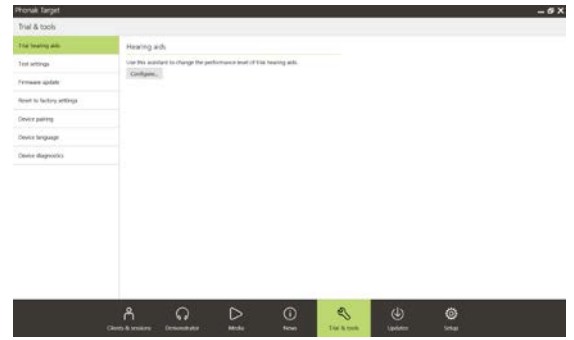 Phonak Target
Trial & tools
Trial hearing aids
Test settings
Firmware update
Reset to factory settings
Device pairing
Device language
Device diagnostics
Hearing aids
Use this assistant to change the performance level of trial hearing aids.
Configure...
Clients & sessions
Demonstrator
Media
News
Trial & tools
Updates
Setup